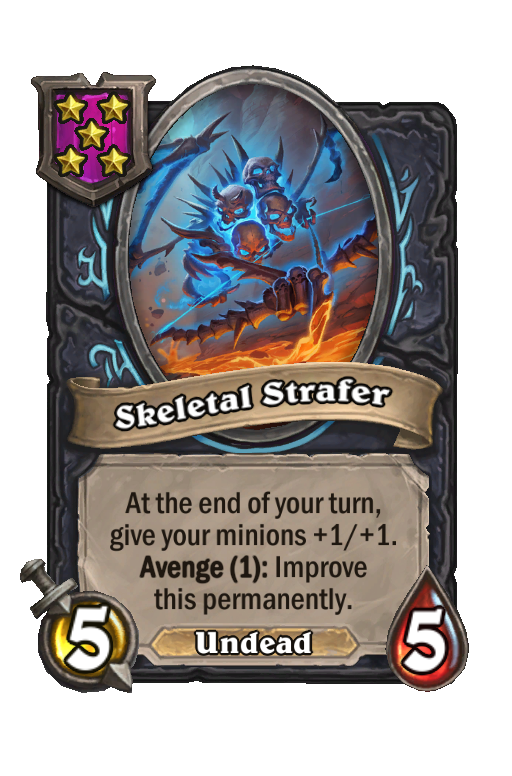 Skeletal Strafer
At the end of your turn,
give your minions +1/+1.
Avenge (1): Improve
this permanently.
5
Undead
5